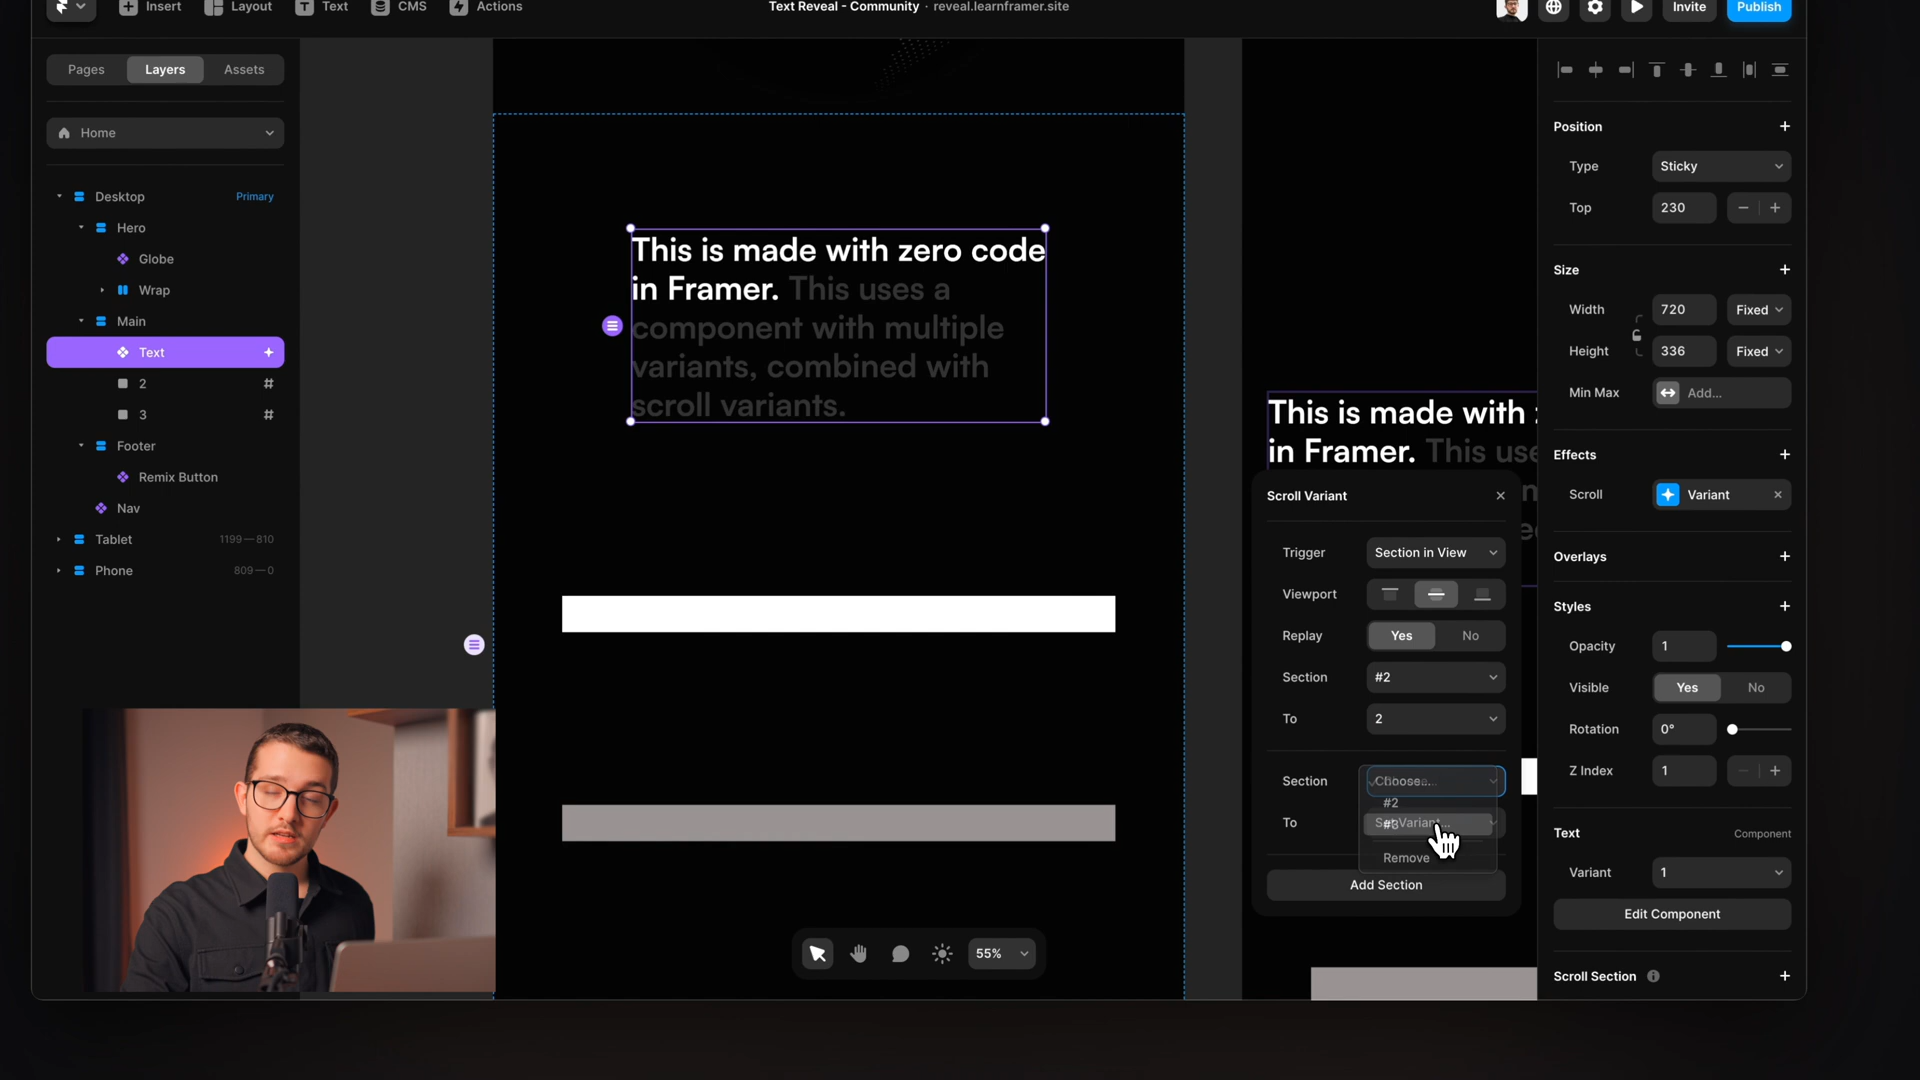 Insert
Layout
Text
CMS
Actions
Text Reveal - Community · reveal.learnframer.site
Invite
Publish
Pages
Layers
Assets
Home
Desktop
Primary
Hero
Globe
Wrap
Main
Text
2
3
Footer
Remix Button
Nav
Tablet
1199—810
Phone
809—0
This is made with zero code
in Framer. This uses a
component with multiple
variants, combined with
scroll variants.
55%
This is made with
in Framer. This use
Scroll Variant
Trigger
Section in View
Viewport
Replay
Yes
No
Section
#2
To
2
Section
Choose...
#2
To
Set Variant...
#3
Remove
Add Section
Position
Type
Sticky
Top
230
Size
Width
720
Fixed
Height
336
Fixed
Min Max
Add...
Effects
Scroll
Variant
Overlays
Styles
Opacity
1
Visible
Yes
No
Rotation
0°
Z Index
1
Text
Component
Variant
1
Edit Component
Scroll Section